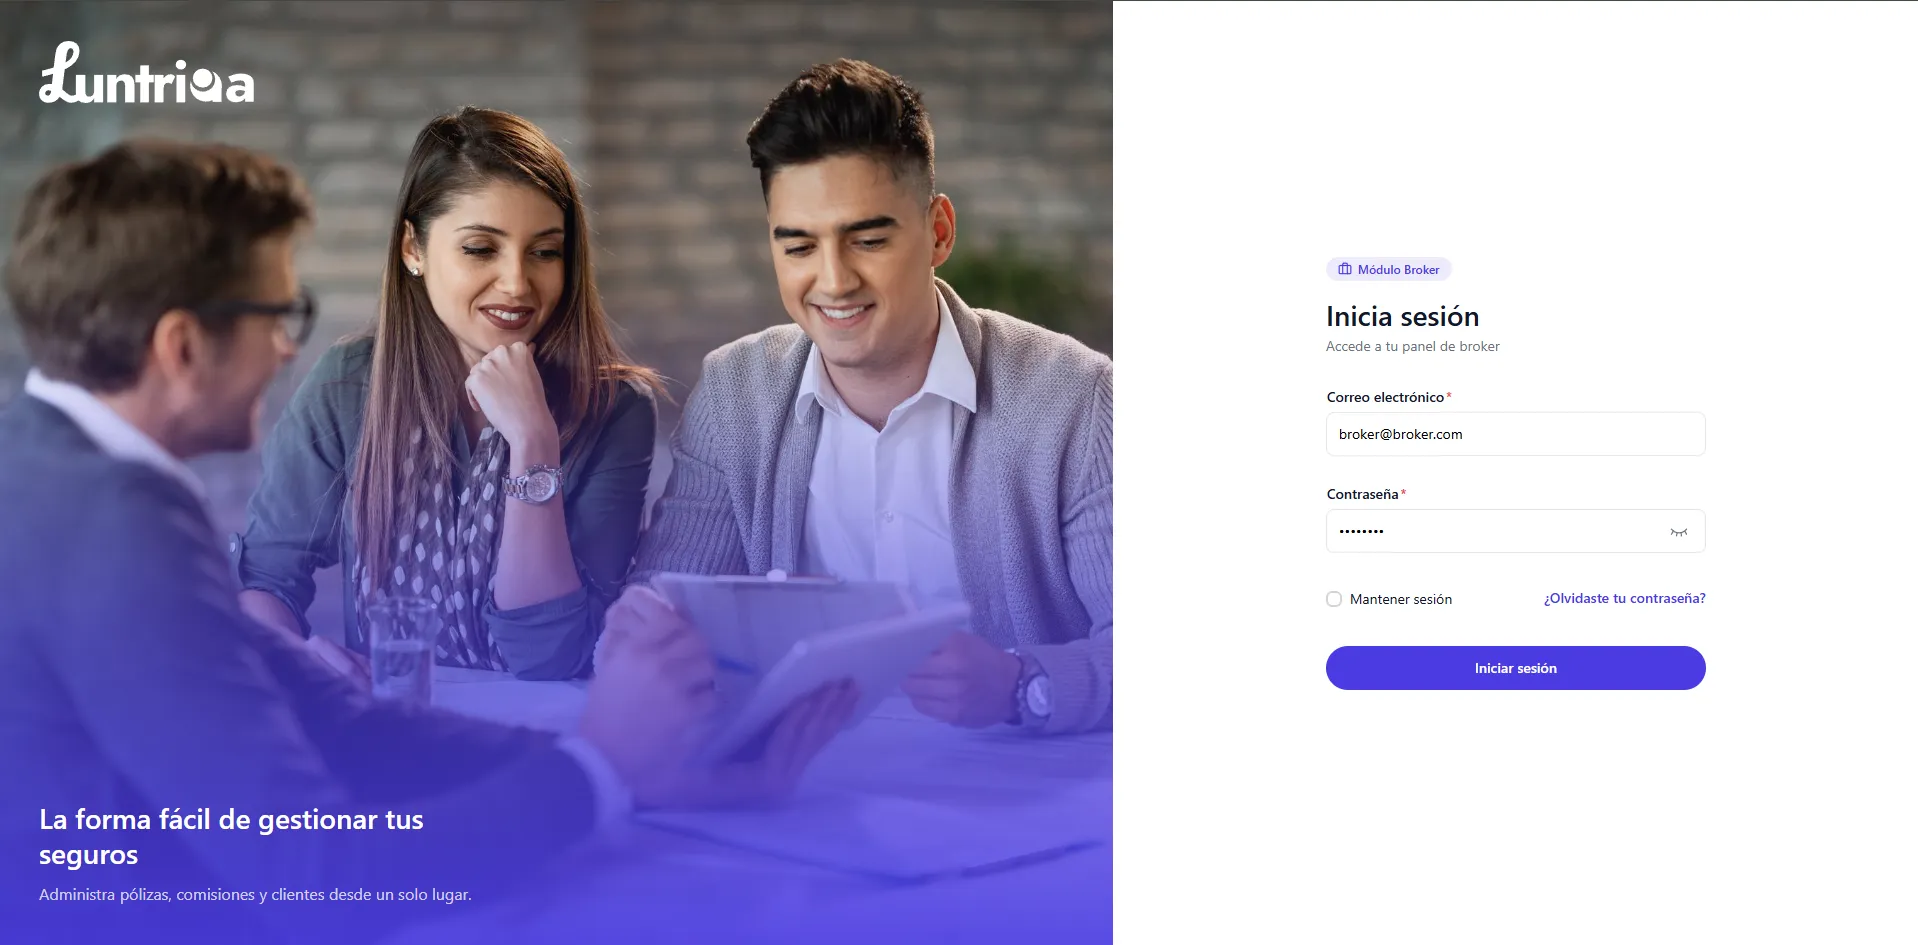 Luntria
La forma fácil de gestionar tus
seguros
Administra pólizas, comisiones y clientes desde un solo lugar.
Módulo Broker
Inicia sesión
Accede a tu panel de broker
Correo electrónico*
broker@broker.com
Contraseña*
••••••••
Mantener sesión
¿Olvidaste tu contraseña?
Iniciar sesión